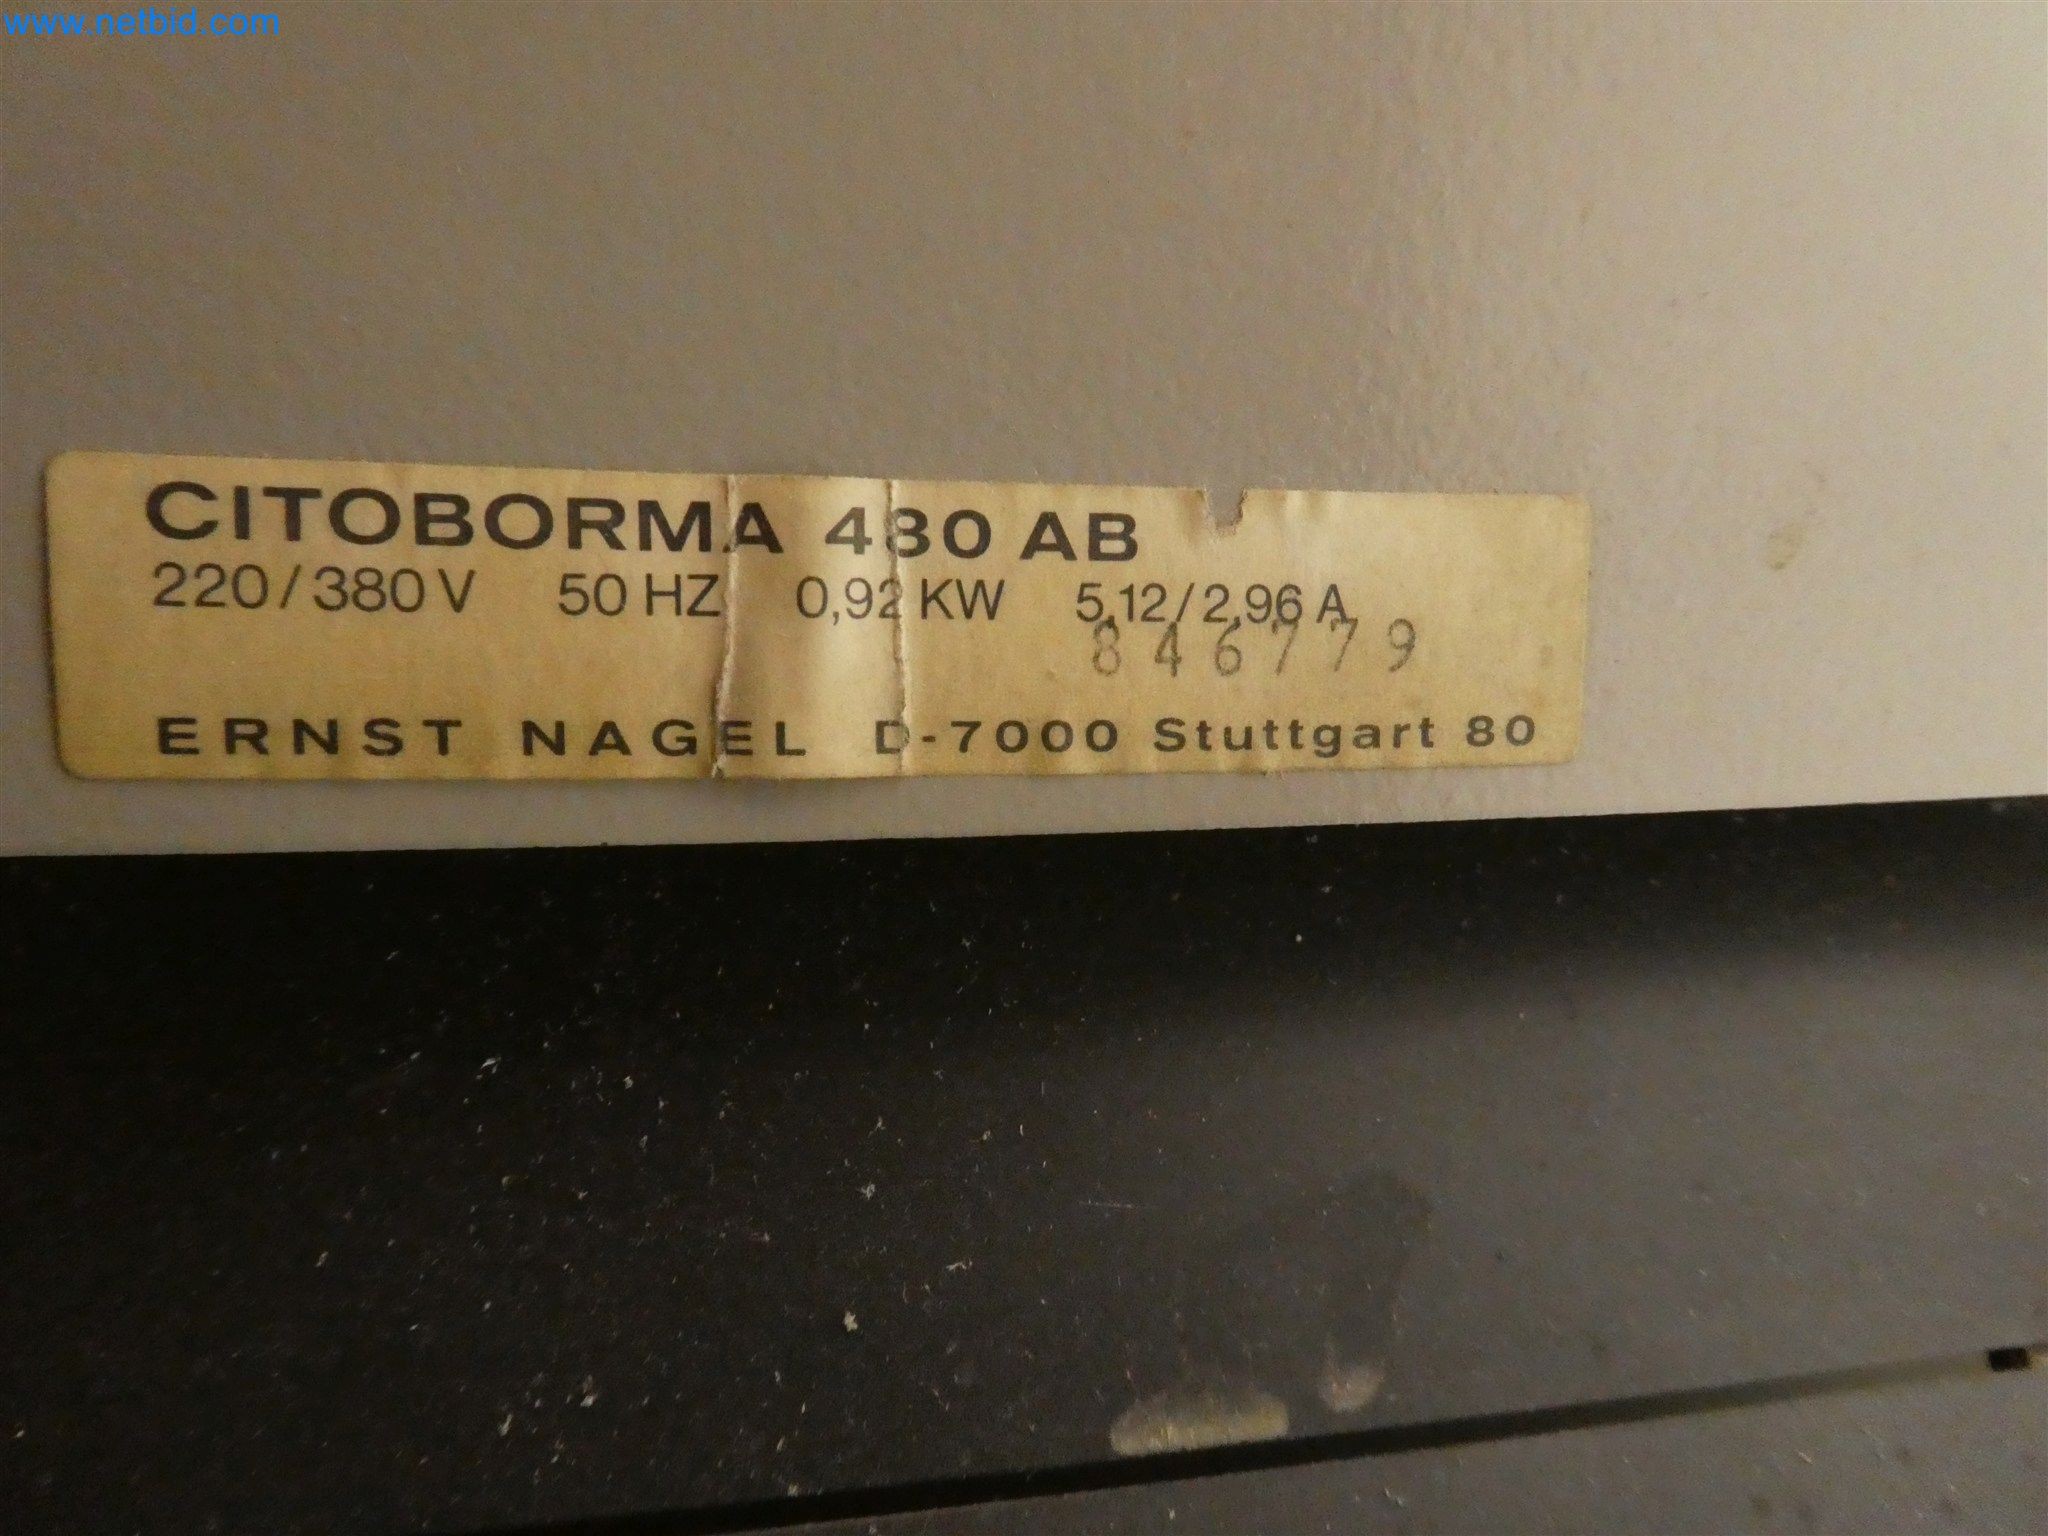 www.netbid.com
CITOBORMA 480 AB
220/380 V 50 HZ 0,92 KW 5,12/2,96 A
846779
ERNST NAGEL D-7000 Stuttgart 80